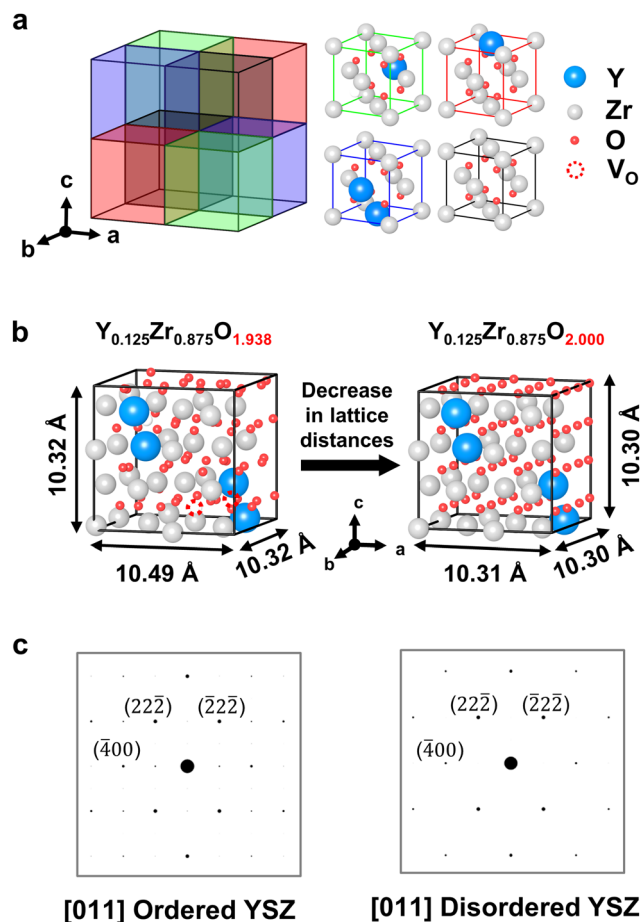 a
Y
Zr
O
V_O
c
b
a
b
Y₀.₁₂₅Zr₀.₈₇₅O₁.₉₃₈
Y₀.₁₂₅Zr₀.₈₇₅O₂.₀₀₀
Decrease
in lattice
distances
10.32 Å
10.49 Å
10.32 Å
c
b
a
10.30 Å
10.31 Å
10.30 Å
c
(222̅)
(2̅22̅)
(4̅00)
(222̅)
(2̅22̅)
(4̅00)
[011] Ordered YSZ
[011] Disordered YSZ